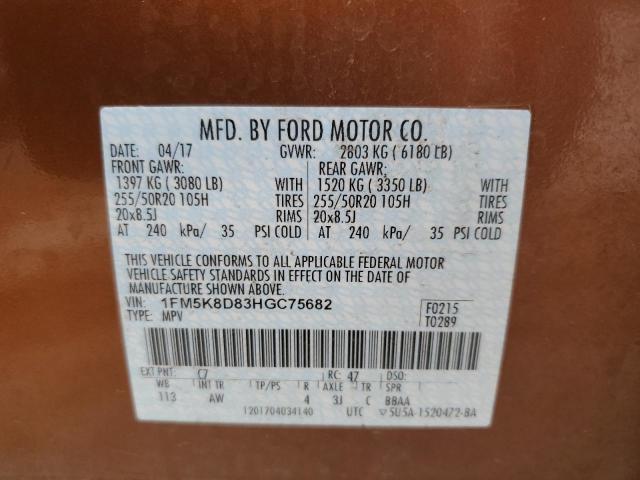 MFD. BY FORD MOTOR CO.
DATE: 04/17 GVWR: 2803 KG ( 6180 LB)
FRONT GAWR: REAR GAWR:
1397 KG ( 3080 LB) WITH 1520 KG ( 3350 LB) WITH
255/50R20 105H TIRES 255/50R20 105H TIRES
20x8.5J RIMS 20x8.5J RIMS
AT 240 kPa/ 35 PSI COLD AT 240 kPa/ 35 PSI COLD
THIS VEHICLE CONFORMS TO ALL APPLICABLE FEDERAL MOTOR
VEHICLE SAFETY STANDARDS IN EFFECT ON THE DATE OF
MANUFACTURE SHOWN ABOVE.
VIN: 1FM5K8D83HGC75682 F0215
TYPE: MPV T0289
EXT PNT: C7 RC: 47 DSO:
WB INT TR TP/PS R AXLE TR SPR
113 AW 4 3J C BBAA
1201704034140 UTC ▽5U5A-1520472-BA